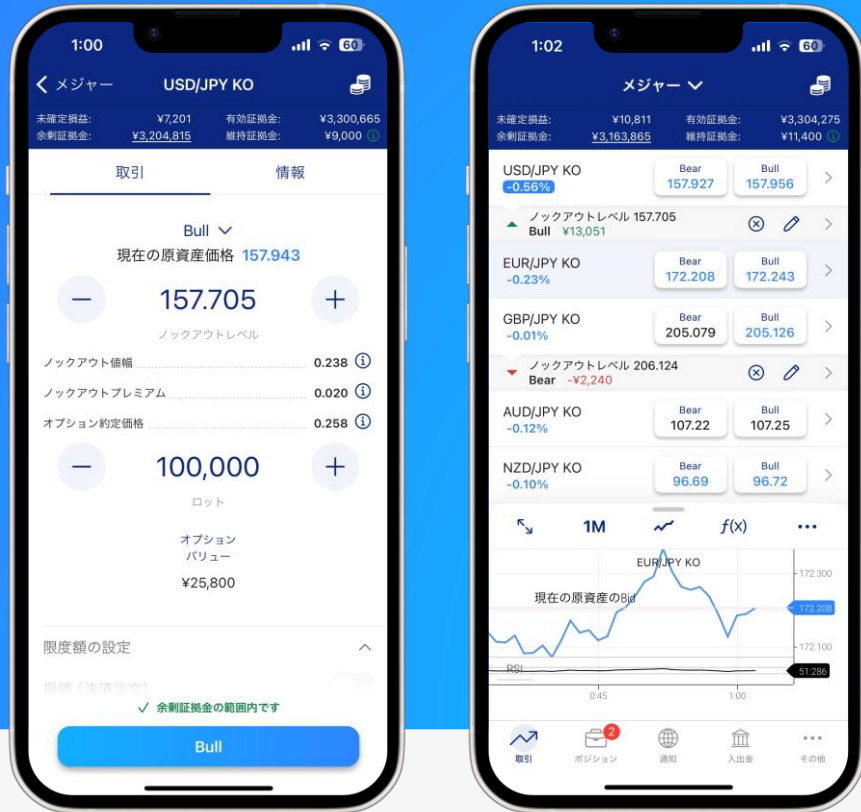 1:00
60
メジャー
USD/JPY KO
未確定損益: ¥7,201 有効証拠金: ¥3,300,665
余剰証拠金: ¥3,204,815 維持証拠金: ¥9,000
取引 情報
Bull
現在の原資産価格 157.943
157.705
ノックアウトレベル
ノックアウト値幅 0.238
ノックアウトプレミアム 0.020
オプション約定価格 0.258
100,000
ロット
オプション
バリュー
¥25,800
限度額の設定
指値 (決済注文)
余剰証拠金の範囲内です
Bull
1:02
60
メジャー
未確定損益: ¥10,811 有効証拠金: ¥3,304,275
余剰証拠金: ¥3,163,865 維持証拠金: ¥11,400
USD/JPY KO Bear Bull
-0.56% 157.927 157.956
ノックアウトレベル 157.705
Bull ¥13,051
EUR/JPY KO Bear Bull
-0.23% 172.208 172.243
GBP/JPY KO Bear Bull
-0.01% 205.079 205.126
ノックアウトレベル 206.124
Bear -¥2,240
AUD/JPY KO Bear Bull
-0.12% 107.22 107.25
NZD/JPY KO Bear Bull
-0.10% 96.69 96.72
1M f(x)
EUR/JPY KO
172.300
現在の原資産のBid
172.208
172.100
RSI
51.286
0:45 1:00
2
取引 ポジション 通知 入出金 その他